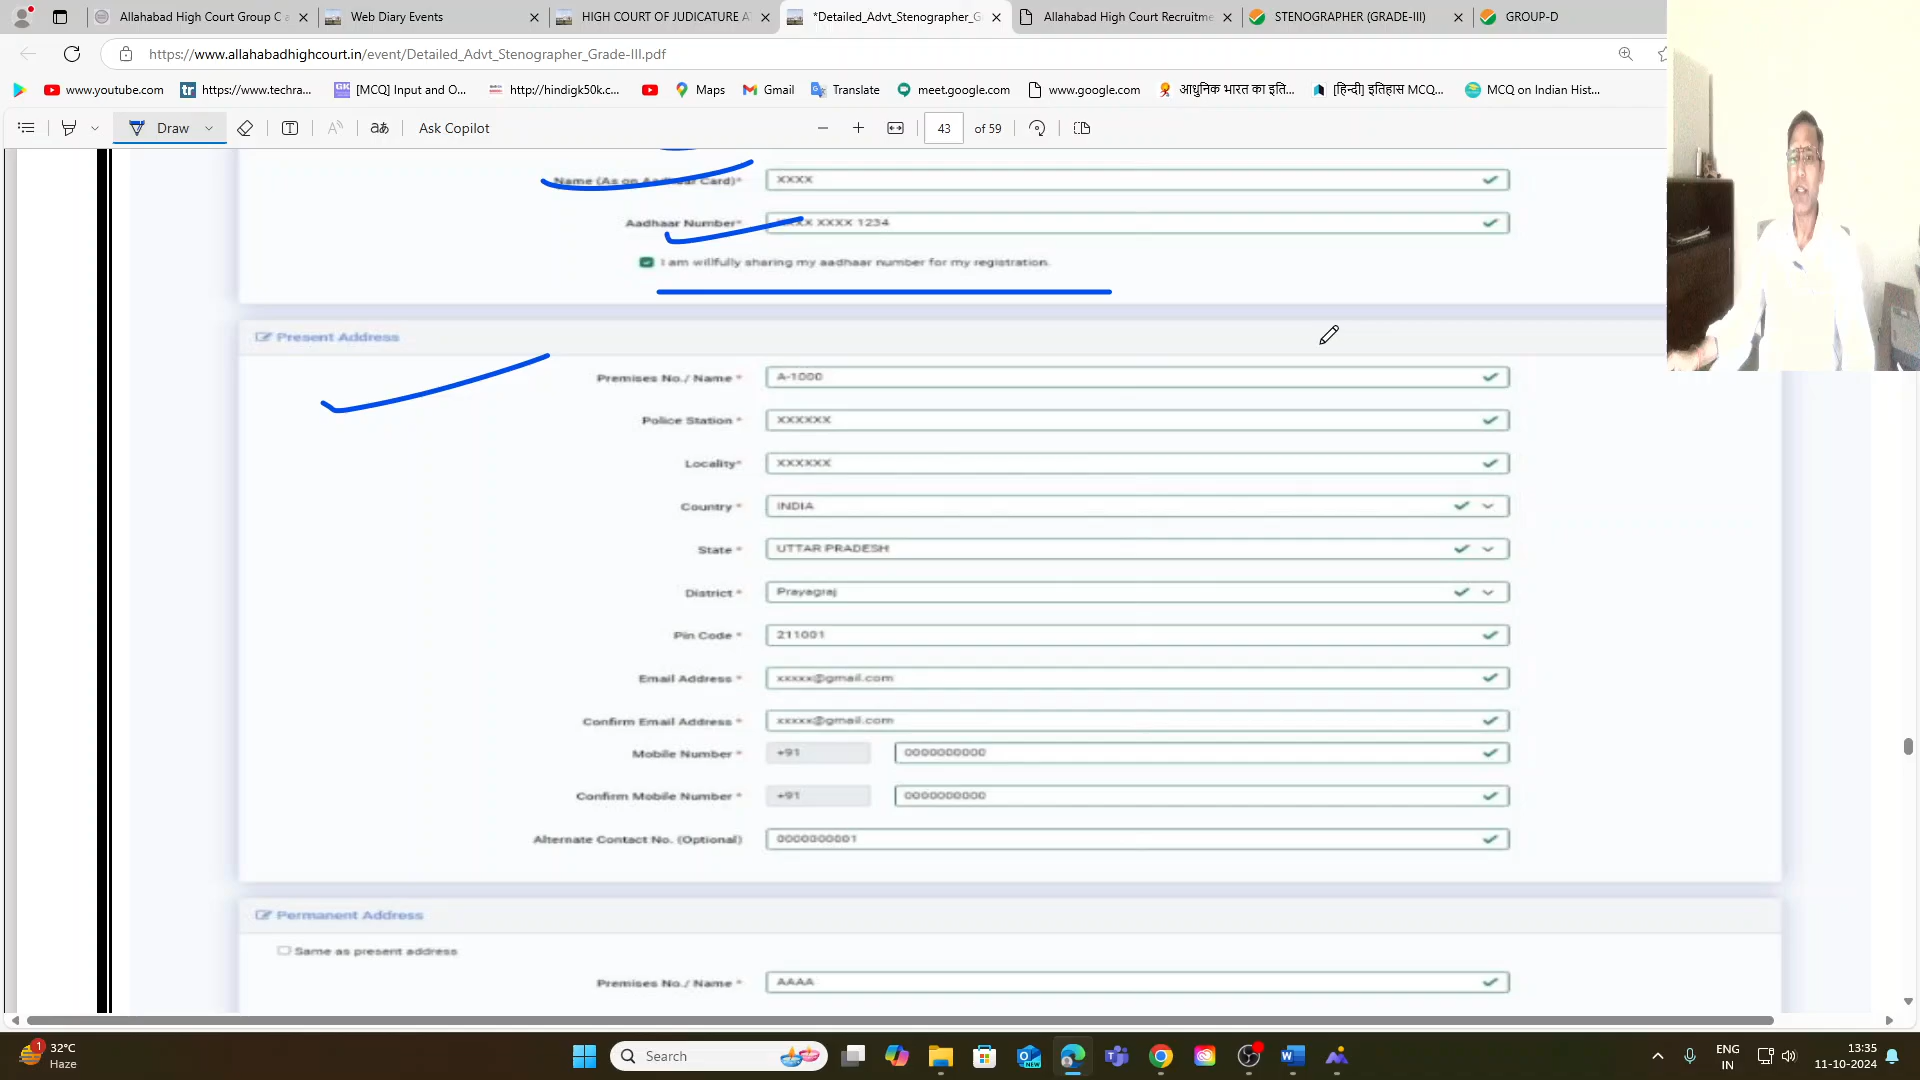 Allahabad High Court Group C a
Web Diary Events
HIGH COURT OF JUDICATURE AT
*Detailed_Advt_Stenographer_G
Allahabad High Court Recruitme
STENOGRAPHER (GRADE-III)
GROUP-D
https://www.allahabadhighcourt.in/event/Detailed_Advt_Stenographer_Grade-III.pdf
www.youtube.com
https://www.techra...
[MCQ] Input and O...
http://hindigk50k.c...
Maps
Gmail
Translate
meet.google.com
www.google.com
आधुनिक भारत का इति...
[हिन्दी] इतिहास MCQ...
MCQ on Indian Hist...
Draw
Ask Copilot
43 of 59
Name (As on Aadhaar Card)* XXXX
Aadhaar Number* XXXX XXXX 1234
I am willfully sharing my aadhaar number for my registration.
Present Address
Premises No./ Name * A-1000
Police Station * XXXXXX
Locality* XXXXXX
Country * INDIA
State * UTTAR PRADESH
District * Prayagraj
Pin Code * 211001
Email Address * xxxxx@gmail.com
Confirm Email Address * xxxxx@gmail.com
Mobile Number * +91 0000000000
Confirm Mobile Number * +91 0000000000
Alternate Contact No. (Optional) 0000000001
Permanent Address
Same as present address
Premises No./ Name * AAAA
1
32°C
Haze
Search
ENG
IN
13:35
11-10-2024